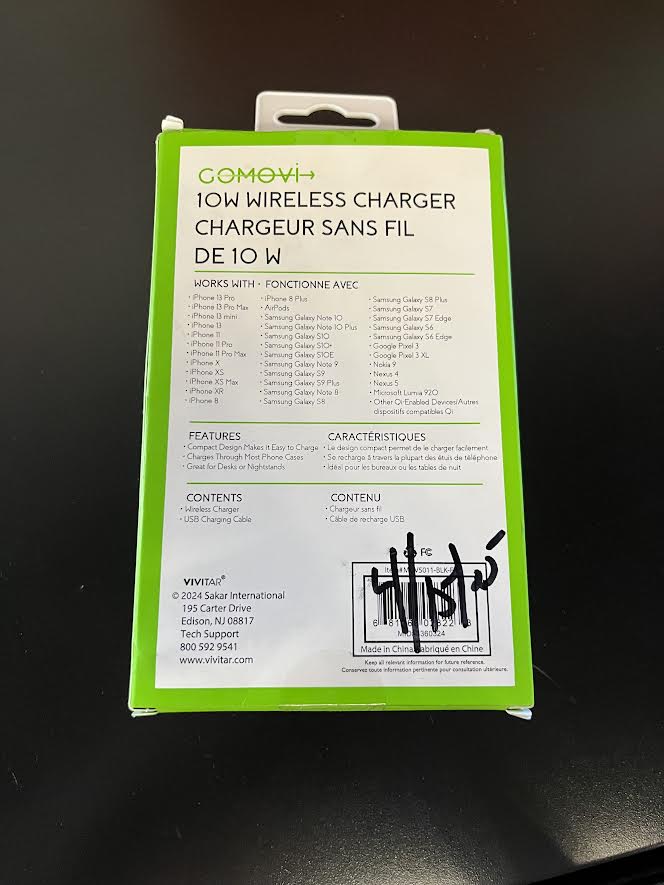 GOMOVi
10W WIRELESS CHARGER
CHARGEUR SANS FIL
DE 10 W
WORKS WITH • FONCTIONNE AVEC
• iPhone 13 Pro
• iPhone 13 Pro Max
• iPhone 13 mini
• iPhone 13
• iPhone 11
• iPhone 11 Pro
• iPhone 11 Pro Max
• iPhone X
• iPhone XS
• iPhone XS Max
• iPhone XR
• iPhone 8
• iPhone 8 Plus
• AirPods
• Samsung Galaxy Note 10
• Samsung Galaxy Note 10 Plus
• Samsung Galaxy S10
• Samsung Galaxy S10+
• Samsung Galaxy S10E
• Samsung Galaxy Note 9
• Samsung Galaxy S9
• Samsung Galaxy S9 Plus
• Samsung Galaxy Note 8
• Samsung Galaxy S8
• Samsung Galaxy S8 Plus
• Samsung Galaxy S7
• Samsung Galaxy S7 Edge
• Samsung Galaxy S6
• Samsung Galaxy S6 Edge
• Google Pixel 3
• Google Pixel 3 XL
• Nokia 9
• Nexus 4
• Nexus 5
• Microsoft Lumia 920
• Other Qi-Enabled Devices/Autres
dispositifs compatibles Qi
FEATURES
• Compact Design Makes it Easy to Charge
• Charges Through Most Phone Cases
• Great for Desks or Nightstands
CARACTÉRISTIQUES
• Le design compact permet de le charger facilement
• Se recharge à travers la plupart des étuis de téléphone
• Idéal pour les bureaux ou les tables de nuit
CONTENTS
• Wireless Charger
• USB Charging Cable
CONTENU
• Chargeur sans fil
• Câble de recharge USB
VIVITAR®
© 2024 Sakar International
195 Carter Drive
Edison, NJ 08817
Tech Support
800 592 9541
www.vivitar.com
FC
Item#
Made in China Fabriqué en Chine
Keep all relevant information for future reference.
Conservez toute information pertinente pour consultation ultérieure.